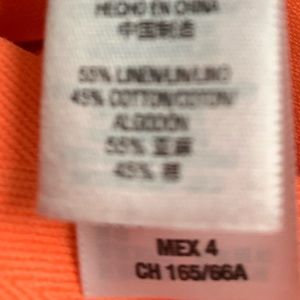 HECHO EN CHINA
中国制造
55% LINEN/LIN/LINO
45% COTTON/COTON/
ALGODÓN
55% 亚麻
45% 棉
MEX 4
CH 165/66A